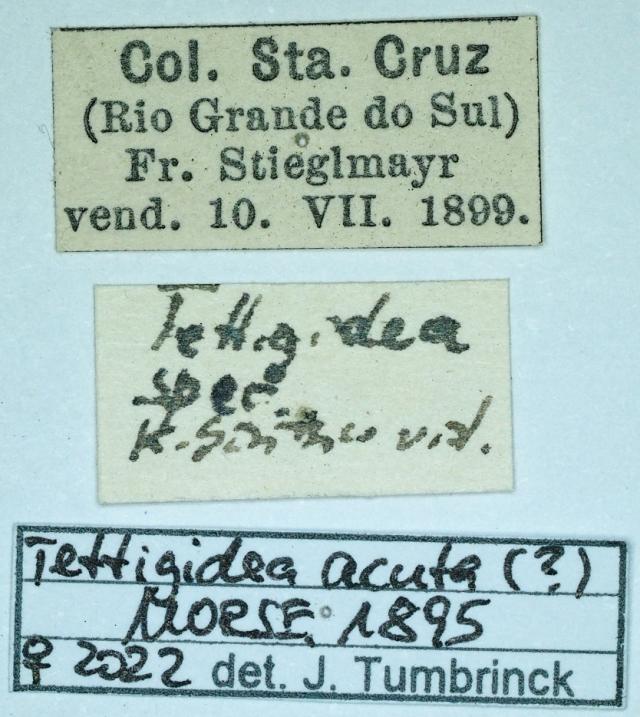 Col. Sta. Cruz
(Rio Grande do Sul)
Fr. Stieglmayr
vend. 10. VII. 1899.
Tettigidea
spec.
K. vid.
Tettigidea acuta (?)
MORSE 1895
♀ 2022 det. J. Tumbrinck